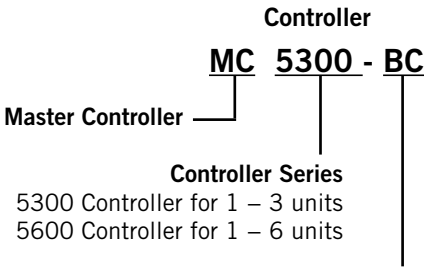 Controller
MC 5300 - BC
Master Controller
Controller Series
5300 Controller for 1 – 3 units
5600 Controller for 1 – 6 units